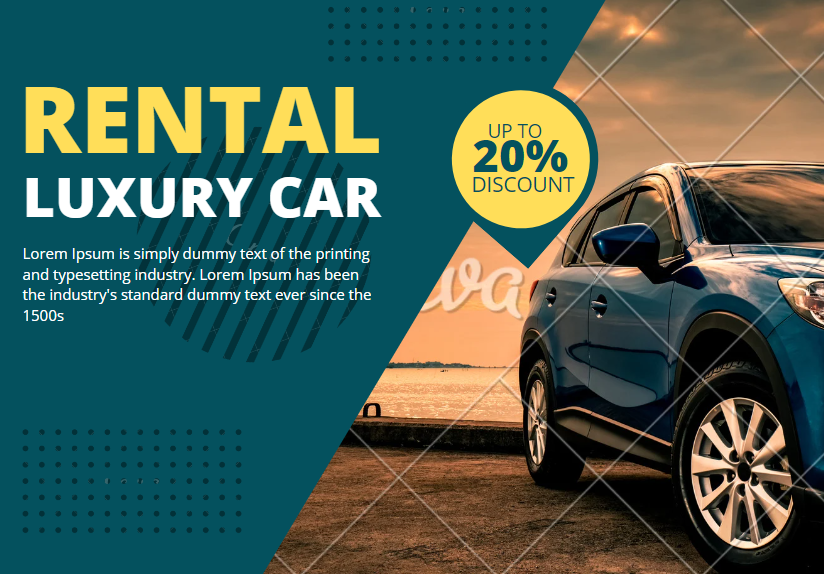 RENTAL
LUXURY CAR
Lorem Ipsum is simply dummy text of the printing
and typesetting industry. Lorem Ipsum has been
the industry's standard dummy text ever since the
1500s
UP TO
20%
DISCOUNT